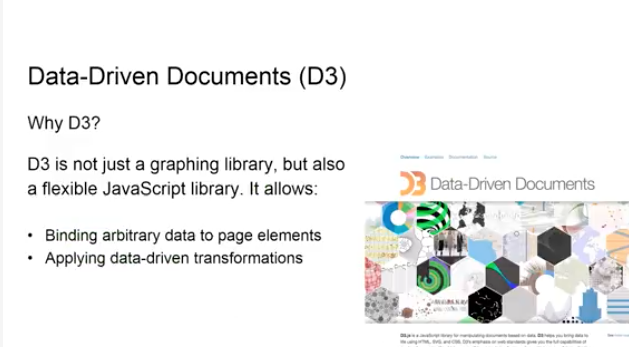 Data-Driven Documents (D3)
Why D3?
D3 is not just a graphing library, but also
a flexible JavaScript library. It allows:
• Binding arbitrary data to page elements
• Applying data-driven transformations
Overview Examples Documentation Source
D3 Data-Driven Documents
D3.js is a JavaScript library for manipulating documents based on data. D3 helps you bring data to
life using HTML, SVG, and CSS. D3's emphasis on web standards gives you the full capabilities of